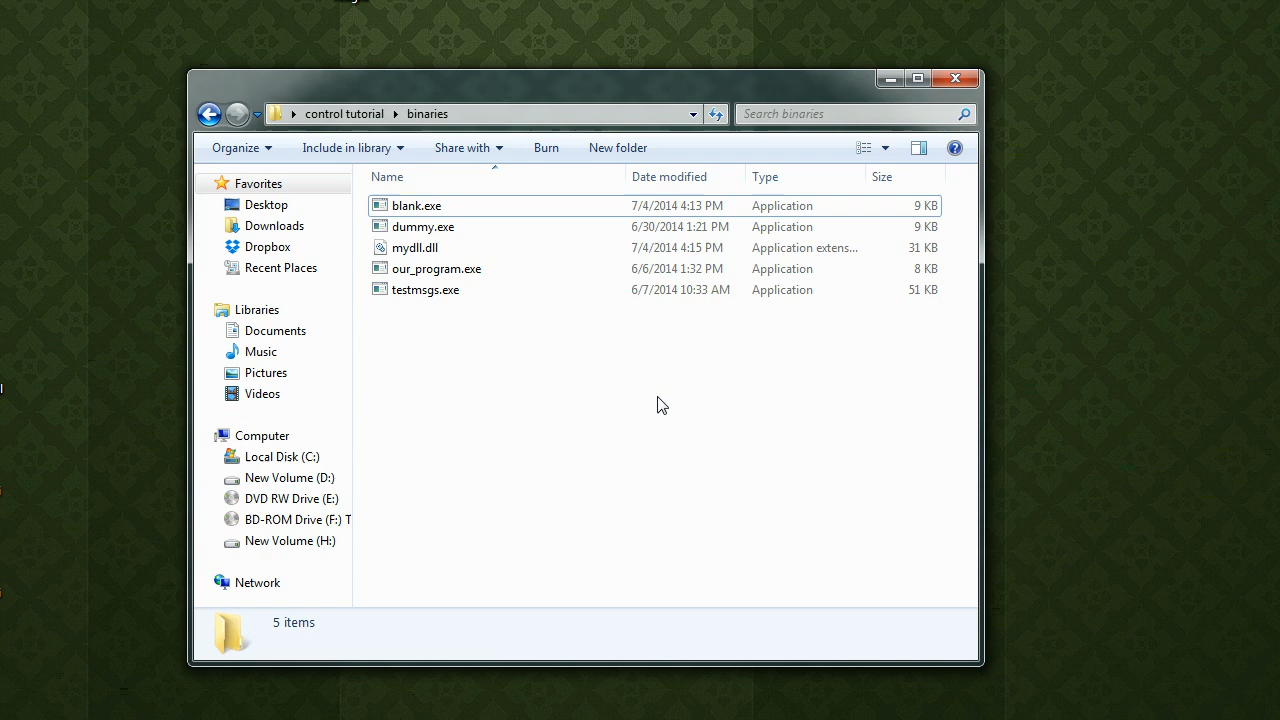 control tutorial binaries
Search binaries
Organize Include in library Share with Burn New folder
Name Date modified Type Size
Favorites
Desktop
Downloads
Dropbox
Recent Places
Libraries
Documents
Music
Pictures
Videos
Computer
Local Disk (C:)
New Volume (D:)
DVD RW Drive (E:)
BD-ROM Drive (F:) T
New Volume (H:)
Network
blank.exe 7/4/2014 4:13 PM Application 9 KB
dummy.exe 6/30/2014 1:21 PM Application 9 KB
mydll.dll 7/4/2014 4:15 PM Application extens... 31 KB
our_program.exe 6/6/2014 1:32 PM Application 8 KB
testmsgs.exe 6/7/2014 10:33 AM Application 51 KB
5 items